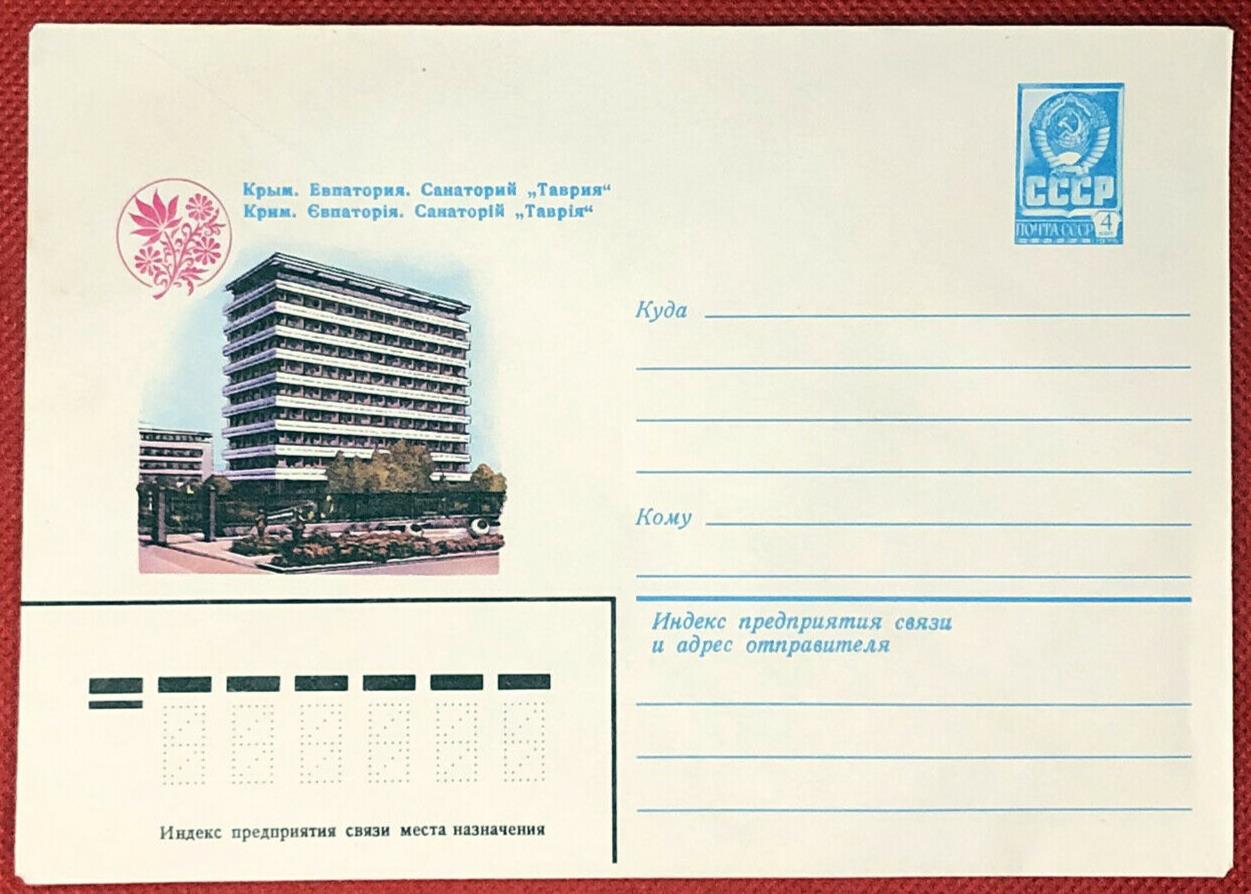 Крым. Евпатория. Санаторий „Таврия“
Крим. Євпаторія. Санаторій „Таврія“
СССР
ПОЧТА СССР 4
Куда
Кому
Индекс предприятия связи
и адрес отправителя
Индекс предприятия связи места назначения